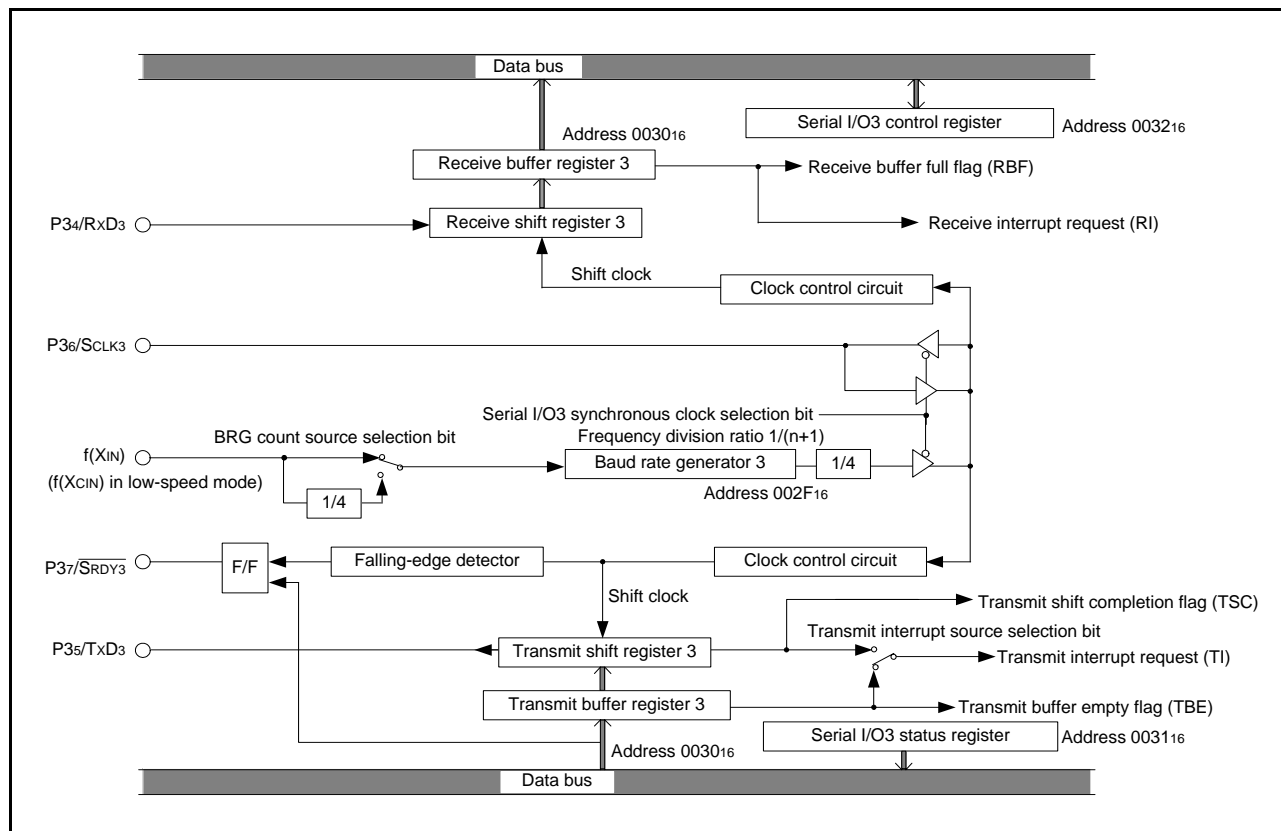 Data bus
Address 003016
Serial I/O3 control register
Address 003216
Receive buffer register 3
Receive buffer full flag (RBF)
P34/RXD3
Receive shift register 3
Receive interrupt request (RI)
Shift clock
Clock control circuit
P36/SCLK3
Serial I/O3 synchronous clock selection bit
BRG count source selection bit
Frequency division ratio 1/(n+1)
f(XIN)
Baud rate generator 3
1/4
(f(XCIN) in low-speed mode)
1/4
Address 002F16
P37/SRDY3
F/F
Falling-edge detector
Clock control circuit
Shift clock
Transmit shift completion flag (TSC)
Transmit interrupt source selection bit
P35/TXD3
Transmit shift register 3
Transmit interrupt request (TI)
Transmit buffer register 3
Transmit buffer empty flag (TBE)
Address 003016
Serial I/O3 status register
Address 003116
Data bus